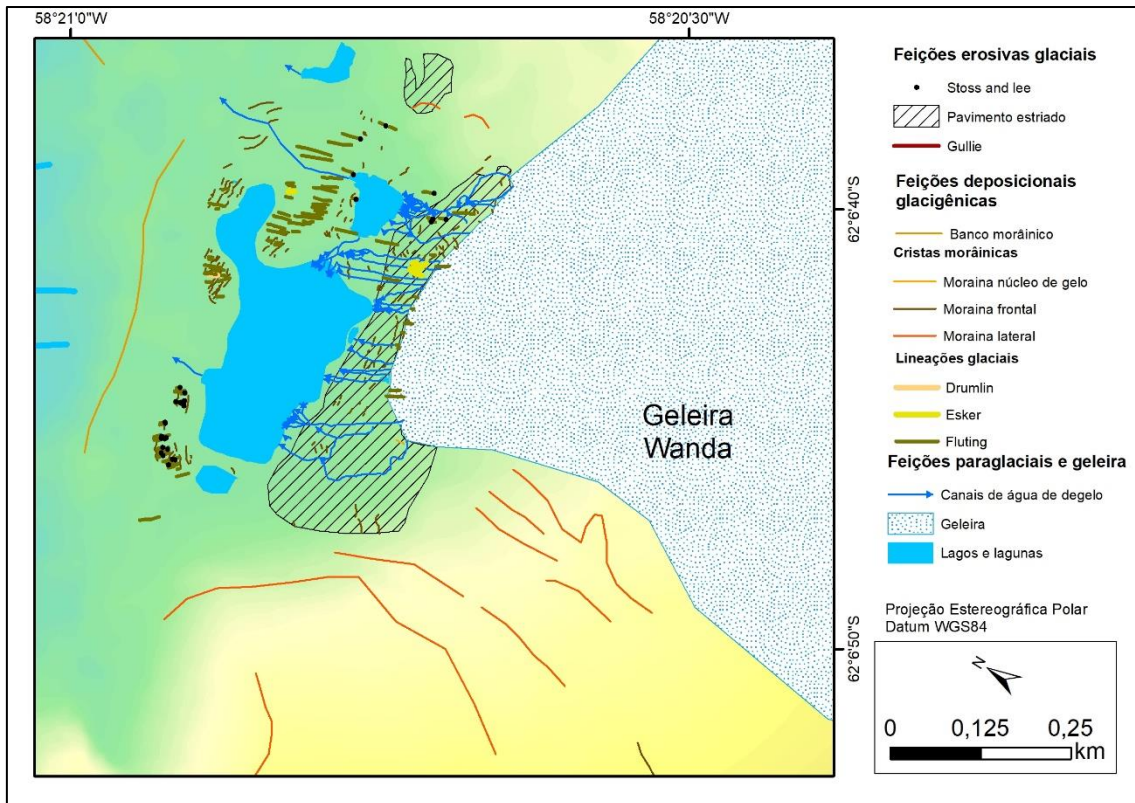 58°21'0"W
58°20'30"W
62°6'40"S
62°6'50"S
Geleira
Wanda
Feições erosivas glaciais
Stoss and lee
Pavimento estriado
Gullie
Feições deposicionais
glacigênicas
Banco morâinico
Cristas morâinicas
Moraina núcleo de gelo
Moraina frontal
Moraina lateral
Lineações glaciais
Drumlin
Esker
Fluting
Feições paraglaciais e geleira
Canais de água de degelo
Geleira
Lagos e lagunas
Projeção Estereográfica Polar
Datum WGS84
N
0 0,125 0,25
km